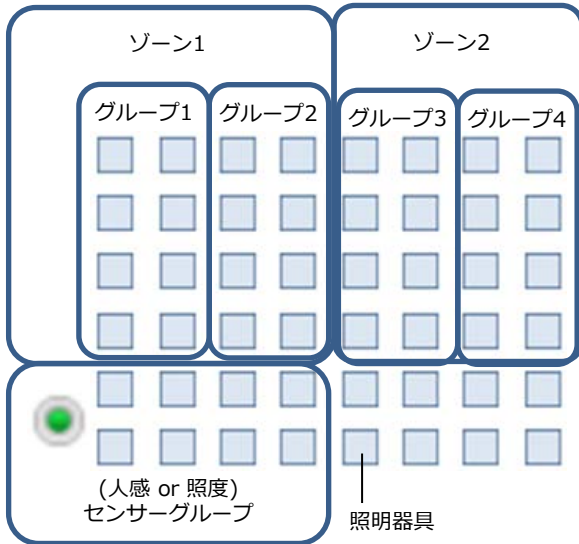 ゾーン1
ゾーン2
グループ1
グループ2
グループ3
グループ4
(人感 or 照度)
センサーグループ
照明器具